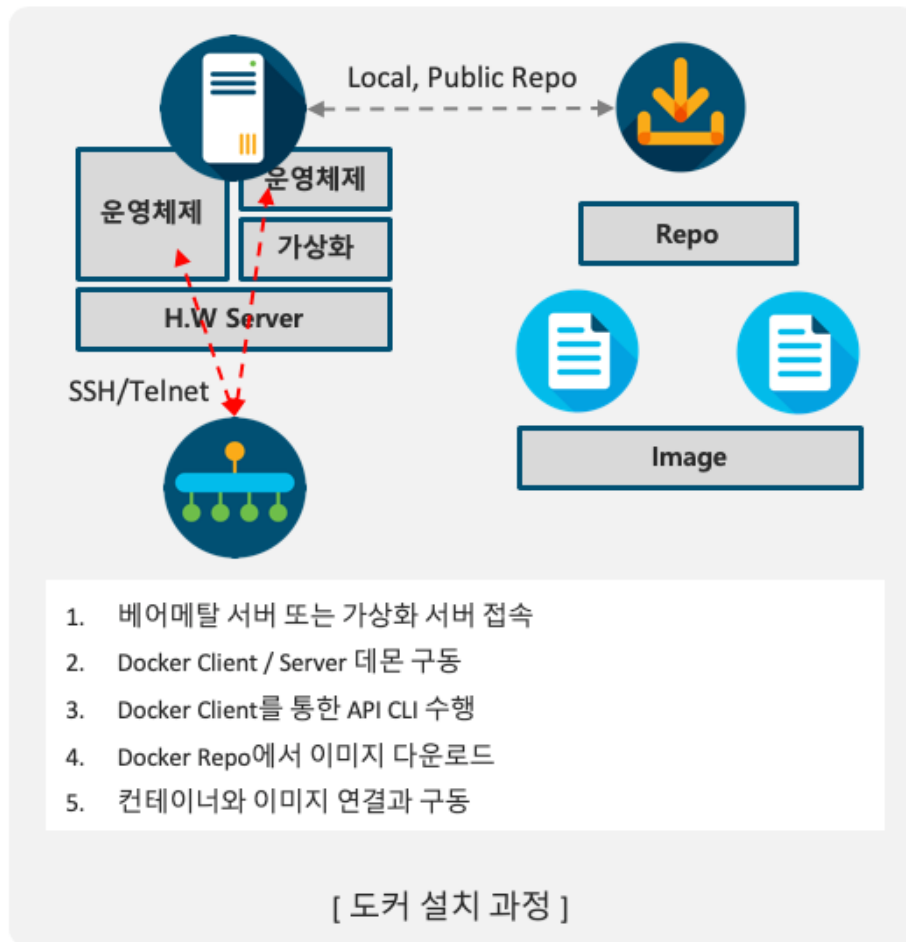 Local, Public Repo
운영체제
운영체제
가상화
H.W Server
SSH/Telnet
Repo
Image
1. 베어메탈 서버 또는 가상화 서버 접속
2. Docker Client / Server 데몬 구동
3. Docker Client를 통한 API CLI 수행
4. Docker Repo에서 이미지 다운로드
5. 컨테이너와 이미지 연결과 구동
[ 도커 설치 과정 ]